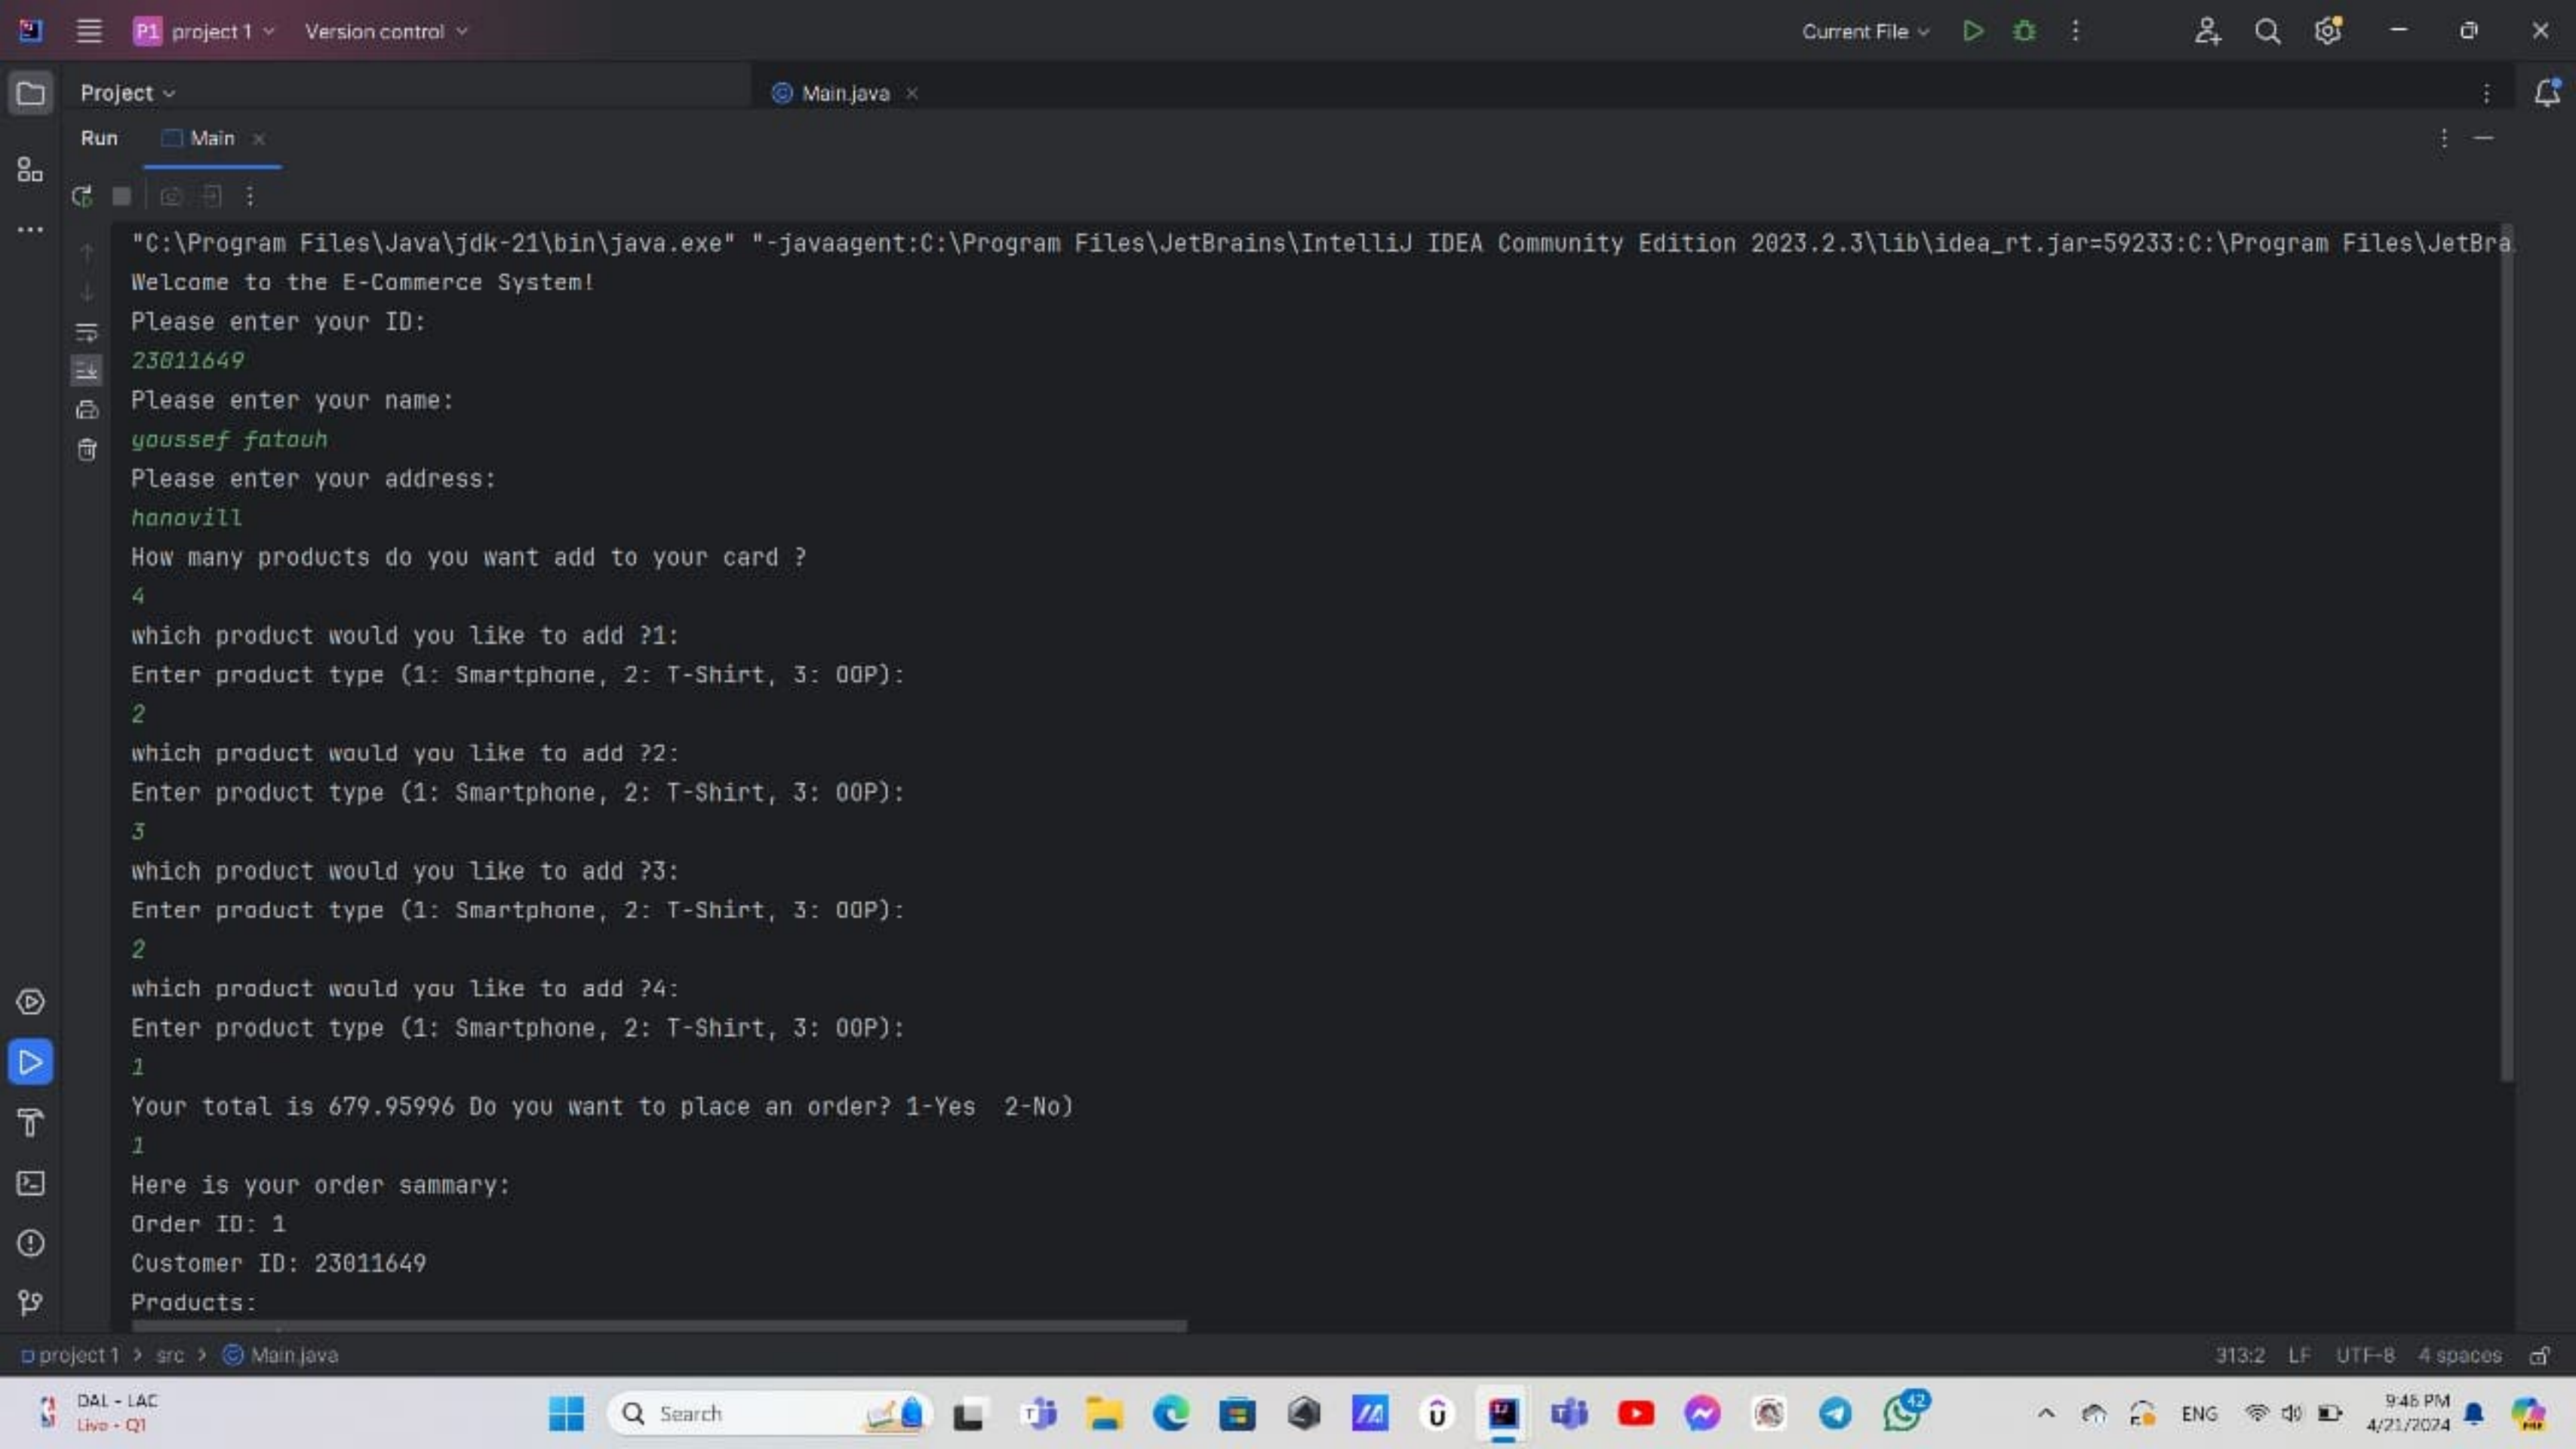 P1 project 1 Version control Current File
Project Main.java
Run Main
"C:\Program Files\Java\jdk-21\bin\java.exe" "-javaagent:C:\Program Files\JetBrains\IntelliJ IDEA Community Edition 2023.2.3\lib\idea_rt.jar=59233:C:\Program Files\JetBra
Welcome to the E-Commerce System!
Please enter your ID:
23011649
Please enter your name:
youssef fatouh
Please enter your address:
hanovill
How many products do you want add to your card ?
4
which product would you like to add ?1:
Enter product type (1: Smartphone, 2: T-Shirt, 3: OOP):
2
which product would you like to add ?2:
Enter product type (1: Smartphone, 2: T-Shirt, 3: OOP):
3
which product would you like to add ?3:
Enter product type (1: Smartphone, 2: T-Shirt, 3: OOP):
2
which product would you like to add ?4:
Enter product type (1: Smartphone, 2: T-Shirt, 3: OOP):
1
Your total is 679.95996 Do you want to place an order? 1-Yes  2-No)
1
Here is your order sammary:
Order ID: 1
Customer ID: 23011649
Products:
project 1 > src > Main.java 313:2 LF UTF-8 4 spaces
DAL - LAC
Live - Q1
Search
42
ENG
9:46 PM
4/21/2024